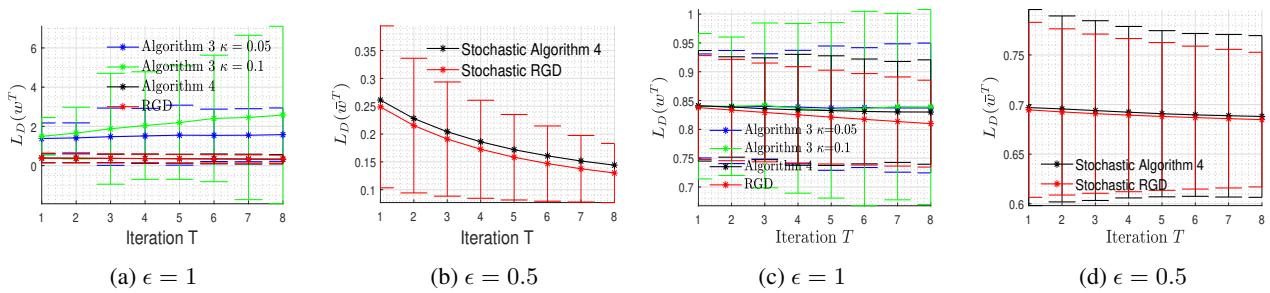 6
4
2
0
L_D(w^T)
Algorithm 3 κ = 0.05
Algorithm 3 κ = 0.1
Algorithm 4
RGD
1 2 3 4 5 6 7 8
Iteration T
(a) ϵ = 1
0.35
0.3
0.25
0.2
0.15
0.1
L_D(w̄^T)
Stochastic Algorithm 4
Stochastic RGD
1 2 3 4 5 6 7 8
Iteration T
(b) ϵ = 0.5
1
0.95
0.9
0.85
0.8
0.75
0.7
L_D(w^T)
Algorithm 3 κ=0.05
Algorithm 3 κ=0.1
Algorithm 4
RGD
1 2 3 4 5 6 7 8
Iteration T
(c) ϵ = 1
0.75
0.7
0.65
0.6
L_D(w̄^T)
Stochastic Algorithm 4
Stochastic RGD
1 2 3 4 5 6 7 8
Iteration T
(d) ϵ = 0.5